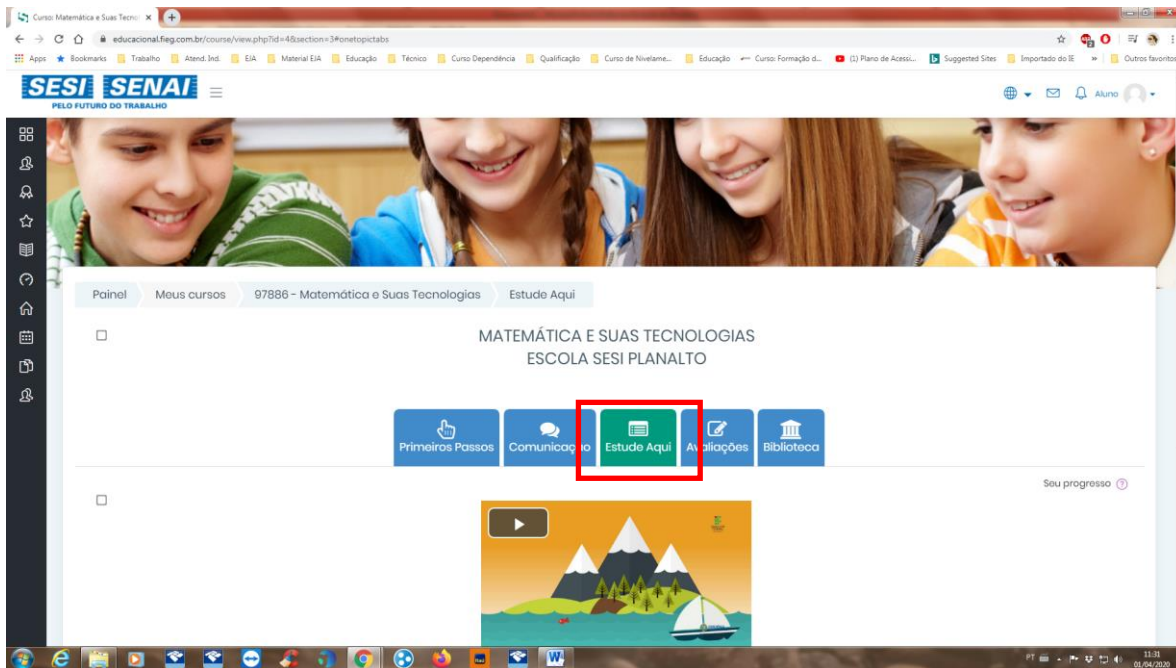 Curso: Matemática e Suas Tecno
educacional.fieg.com.br/course/view.php?id=4&section=3#onetopictabs
Apps Bookmarks Trabalho Atend. Ind. EJA Material EJA Educação Técnico Curso Dependência Qualificação Curso de Nivelame... Educação Curso: Formação d... (1) Plano de Acessi... Suggested Sites Importado do IE » Outros favoritos
SESI SENAI
PELO FUTURO DO TRABALHO
Aluno
Painel Meus cursos 97886 - Matemática e Suas Tecnologias Estude Aqui
MATEMÁTICA E SUAS TECNOLOGIAS
ESCOLA SESI PLANALTO
Primeiros Passos Comunicação Estude Aqui Avaliações Biblioteca
Seu progresso
PT 11:31
01/04/2020